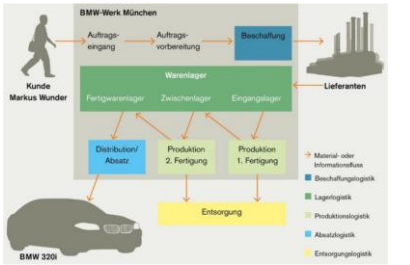 BMW-Werk München
Auftrags-
eingang
Auftrags-
vorbereitung
Beschaffung
Kunde
Markus Wunder
Lieferanten
Warenlager
Fertigwarenlager
Zwischenlager
Eingangslager
Distribution/
Absatz
Produktion
2. Fertigung
Produktion
1. Fertigung
Entsorgung
BMW 320i
Material- oder
Informationsfluss
Beschaffungslogistik
Lagerlogistik
Produktionslogistik
Absatzlogistik
Entsorgungslogistik